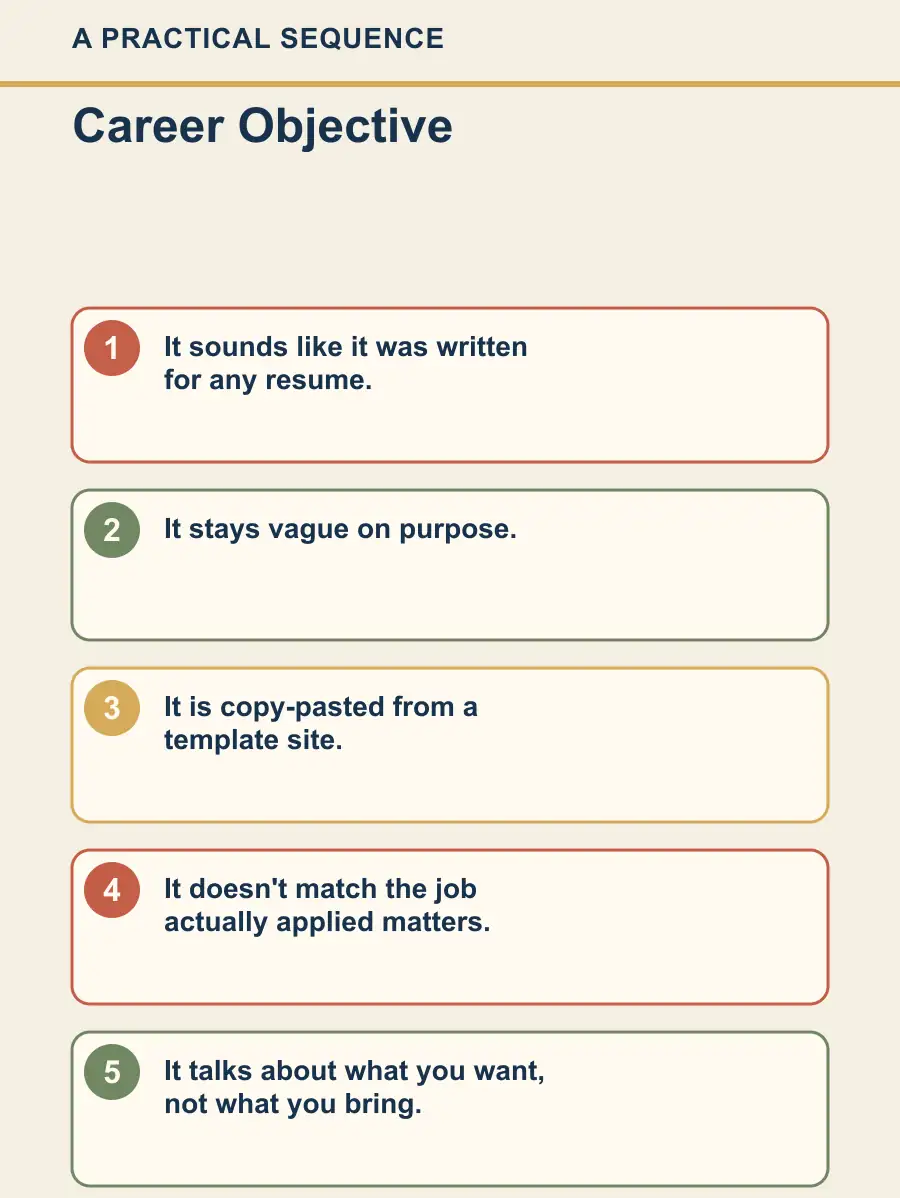 A PRACTICAL SEQUENCE
Career Objective
1
It sounds like it was written
for any resume.
2
It stays vague on purpose.
3
It is copy-pasted from a
template site.
4
It doesn't match the job
actually applied matters.
5
It talks about what you want,
not what you bring.